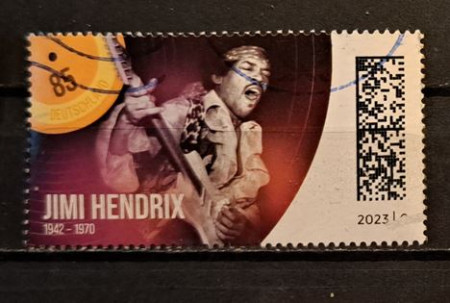 85
DEUTSCHLAND
JIMI HENDRIX
1942 – 1970
2023